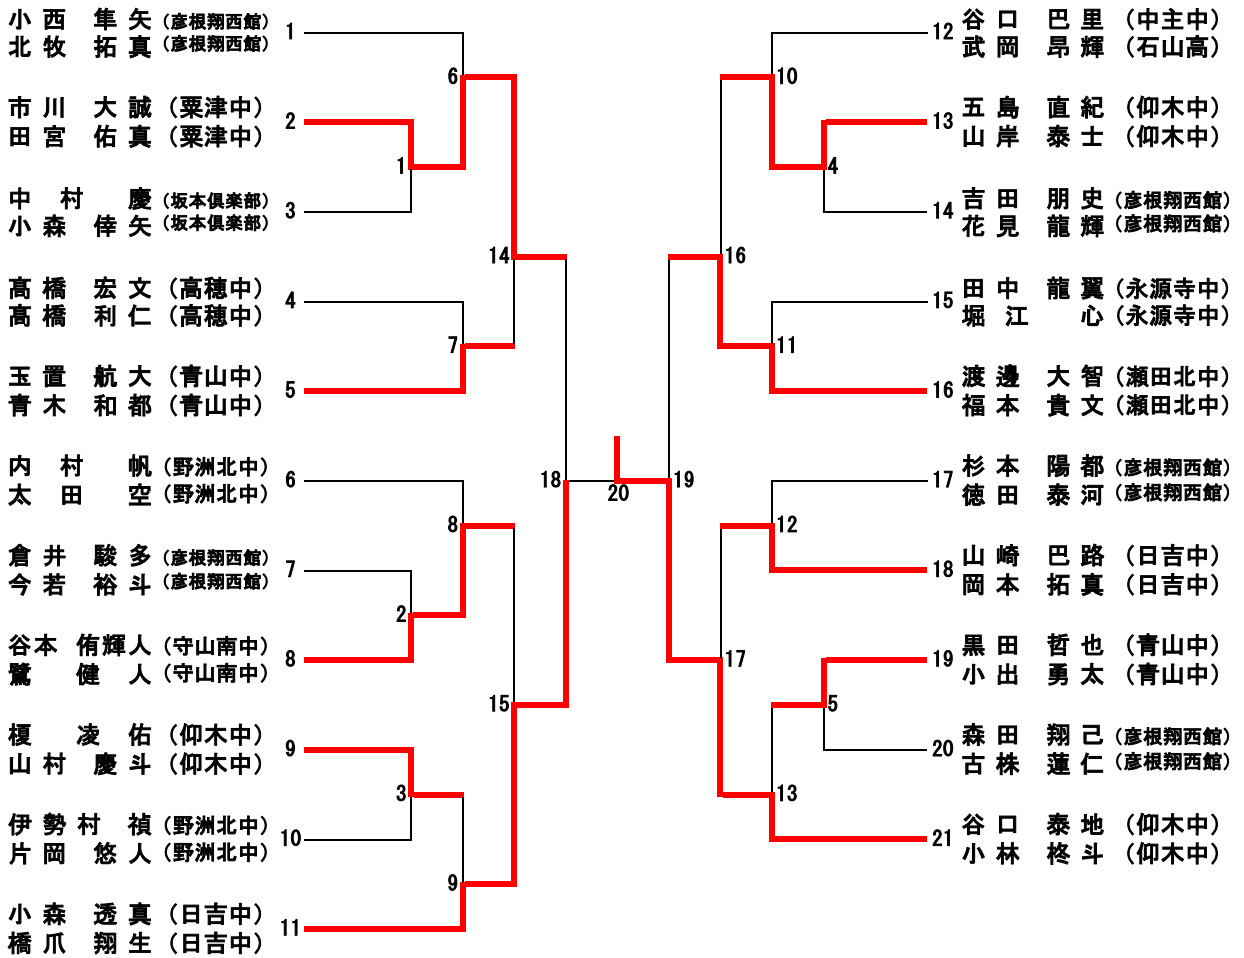 小西 隼矢（彦根翔西館） 1
北牧 拓真（彦根翔西館）
市川 大誠（粟津中） 2
田宮 佑真（粟津中）
中村 慶（坂本倶楽部） 3
小森 倖矢（坂本倶楽部）
髙橋 宏文（高穂中） 4
髙橋 利仁（高穂中）
玉置 航大（青山中） 5
青木 和都（青山中）
内村 帆（野洲北中） 6
太田 空（野洲北中）
倉井 駿多（彦根翔西館） 7
今若 裕斗（彦根翔西館）
谷本 侑輝人（守山南中） 8
鷺 健人（守山南中）
榎 凌佑（仰木中） 9
山村 慶斗（仰木中）
伊勢村 禎（野洲北中） 10
片岡 悠人（野洲北中）
小森 透真（日吉中） 11
橋爪 翔生（日吉中）
6
1
14
7
18
8
2
15
3
9
20
10
4
16
11
19
12
17
5
13
12 谷口 巴里（中主中）
武岡 昂輝（石山高）
13 五島 直紀（仰木中）
山岸 泰士（仰木中）
14 吉田 朋史（彦根翔西館）
花見 龍輝（彦根翔西館）
15 田中 龍翼（永源寺中）
堀江 心（永源寺中）
16 渡邊 大智（瀬田北中）
福本 貴文（瀬田北中）
17 杉本 陽都（彦根翔西館）
徳田 泰河（彦根翔西館）
18 山崎 巴路（日吉中）
岡本 拓真（日吉中）
19 黒田 哲也（青山中）
小出 勇太（青山中）
20 森田 翔己（彦根翔西館）
古株 蓮仁（彦根翔西館）
21 谷口 泰地（仰木中）
小林 柊斗（仰木中）